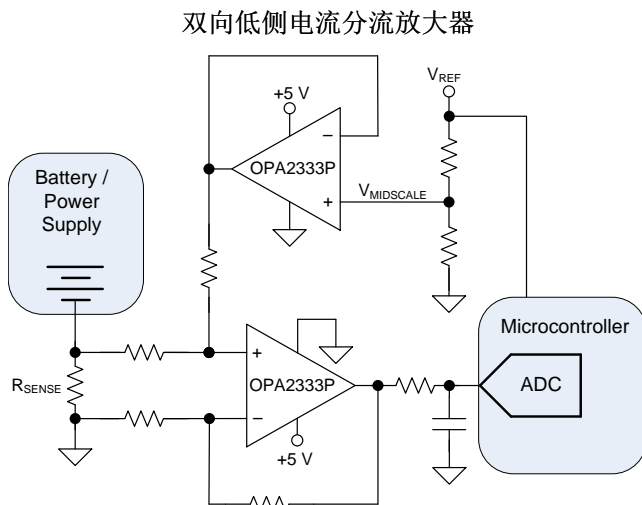 双向低侧电流分流放大器
V_REF
+5 V
−
OPA2333P
+
V_MIDSCALE
Battery /
Power
Supply
Microcontroller
ADC
+
OPA2333P
−
R_SENSE
+5 V